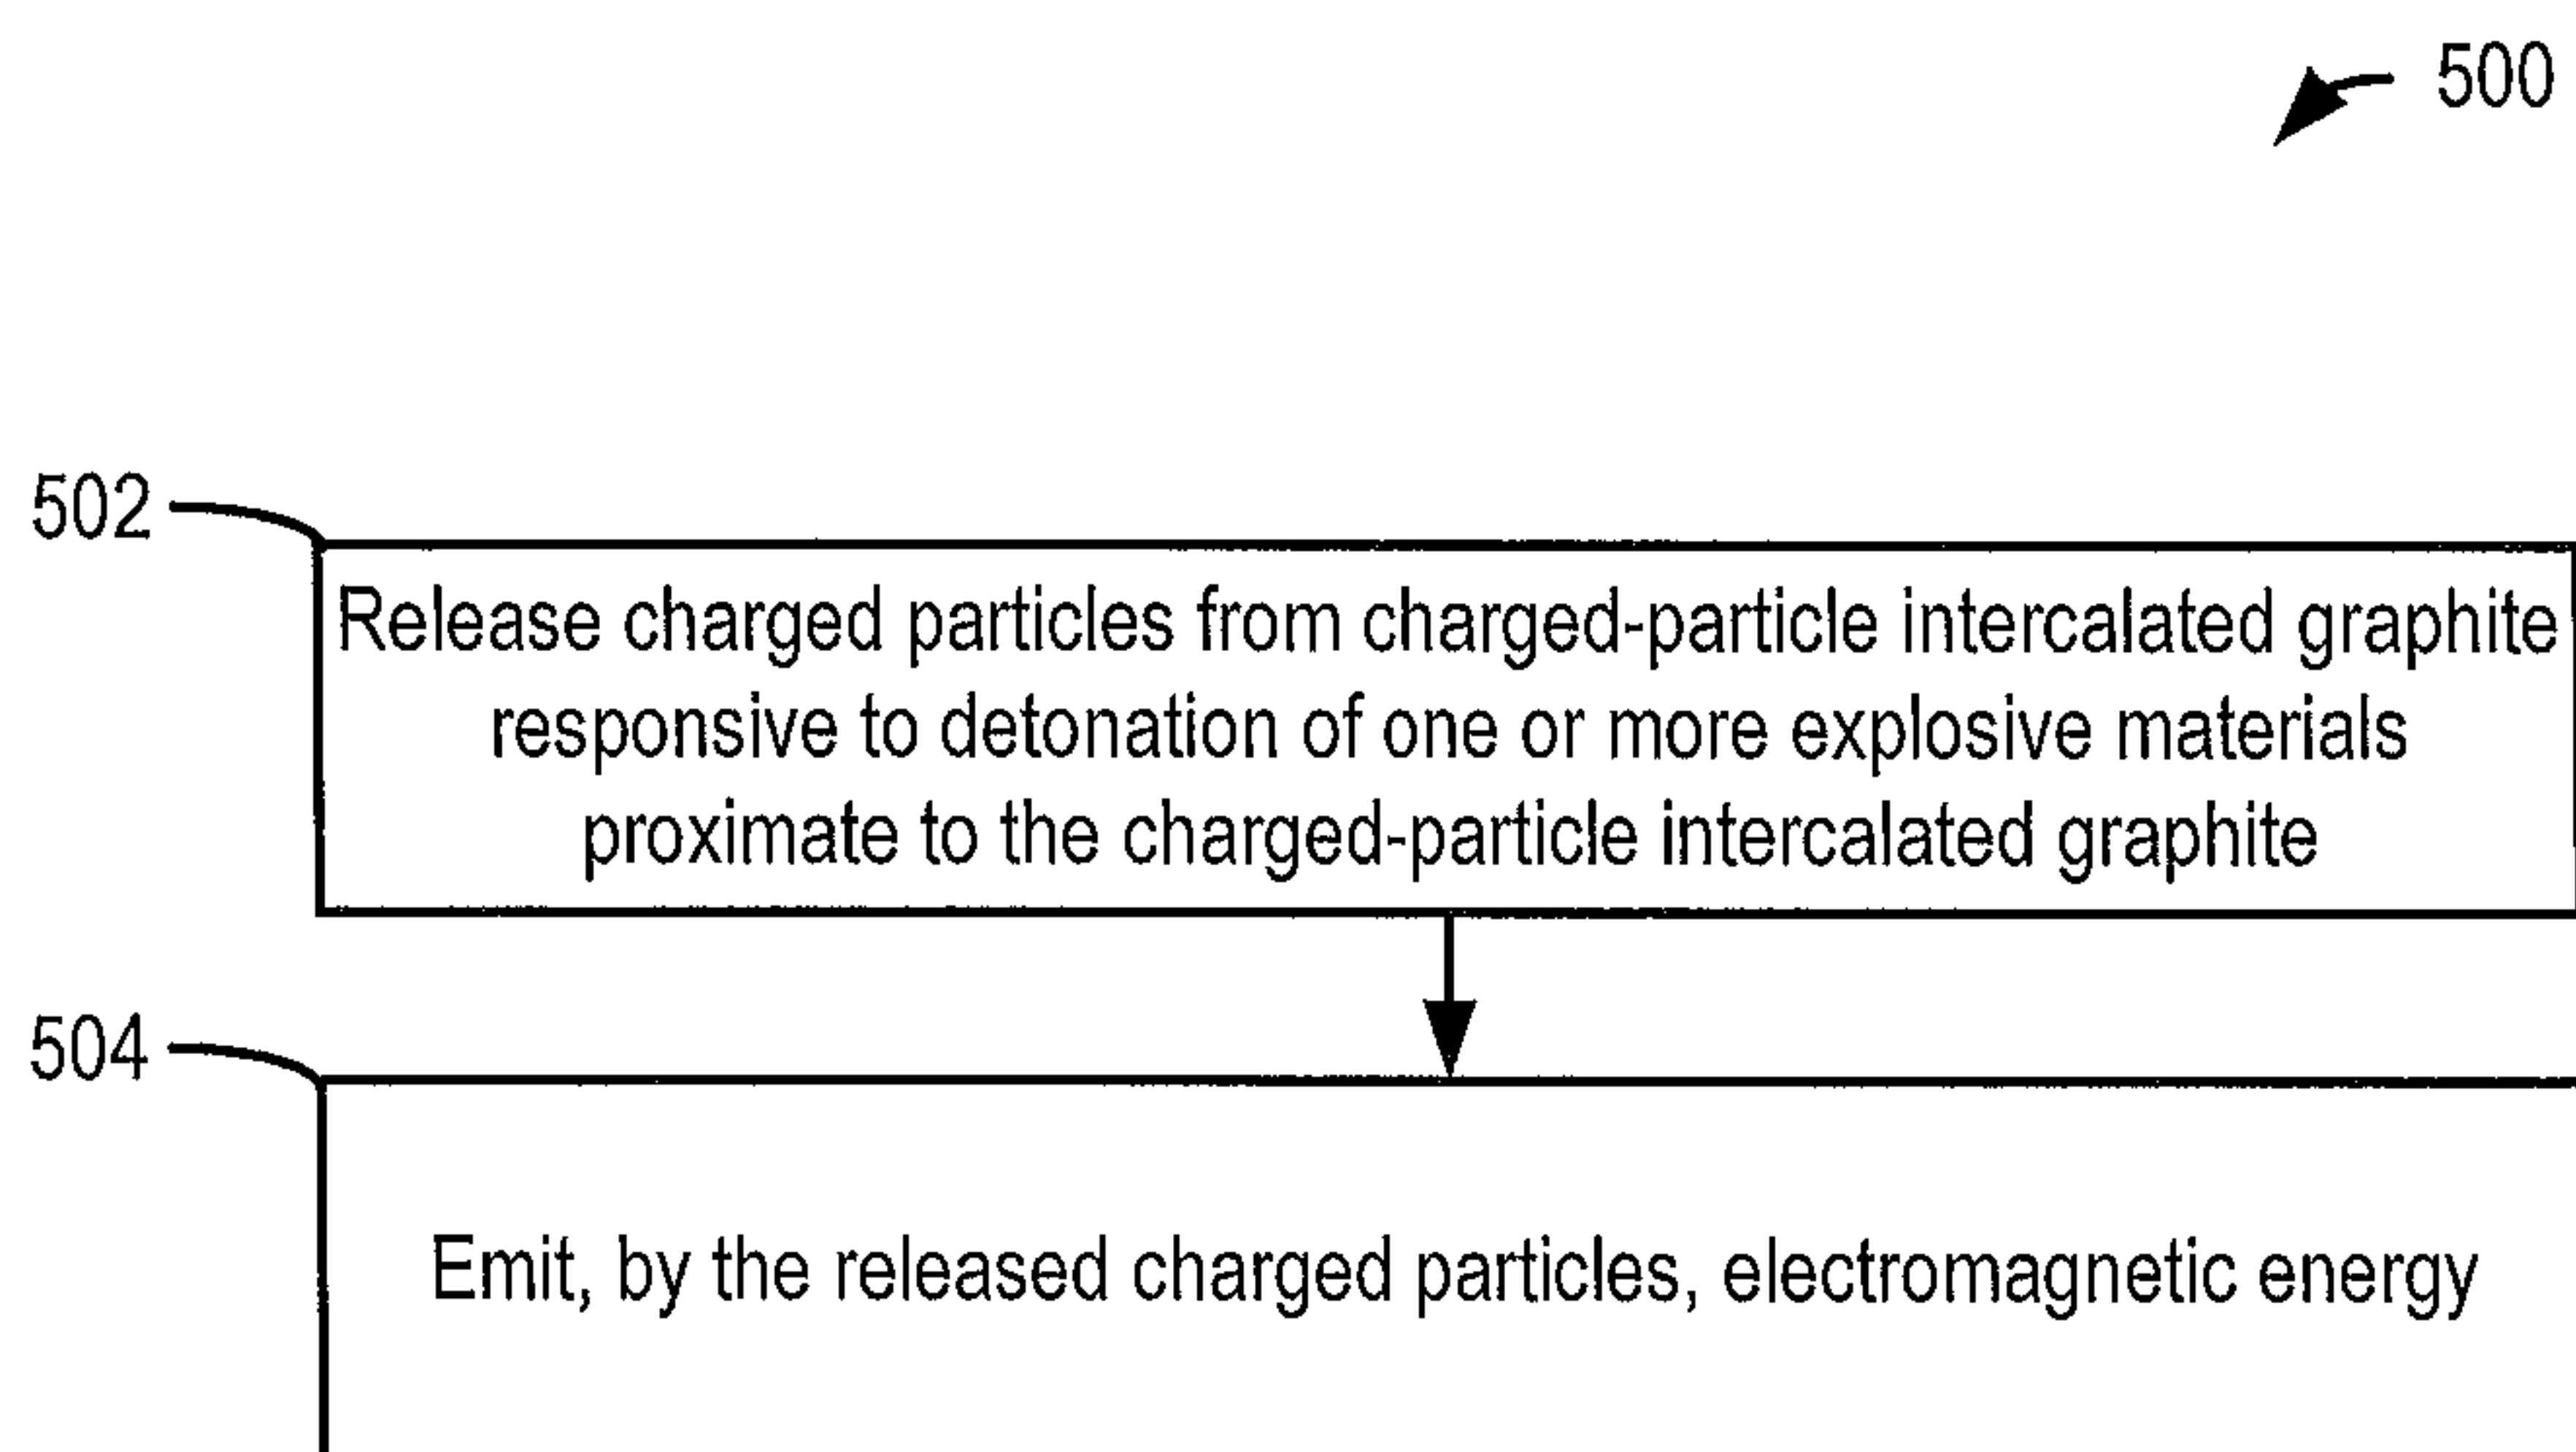 500
502
Release charged particles from charged-particle intercalated graphite
responsive to detonation of one or more explosive materials
proximate to the charged-particle intercalated graphite
504
Emit, by the released charged particles, electromagnetic energy